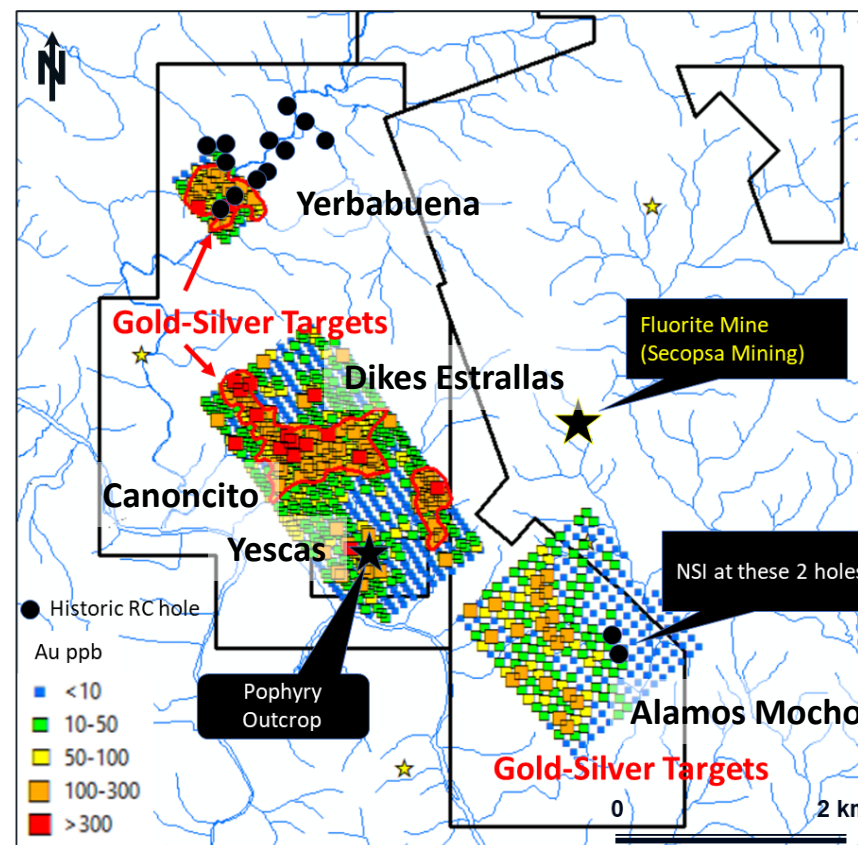 N
Yerbabuena
Gold-Silver Targets
Fluorite Mine
(Secopsa Mining)
Dikes Estrallas
Canoncito
Yescas
NSI at these 2 holes
Historic RC hole
Au ppb
<10
10-50
50-100
100-300
>300
Pophyry
Outcrop
Alamos Mocho
Gold-Silver Targets
0 2 km